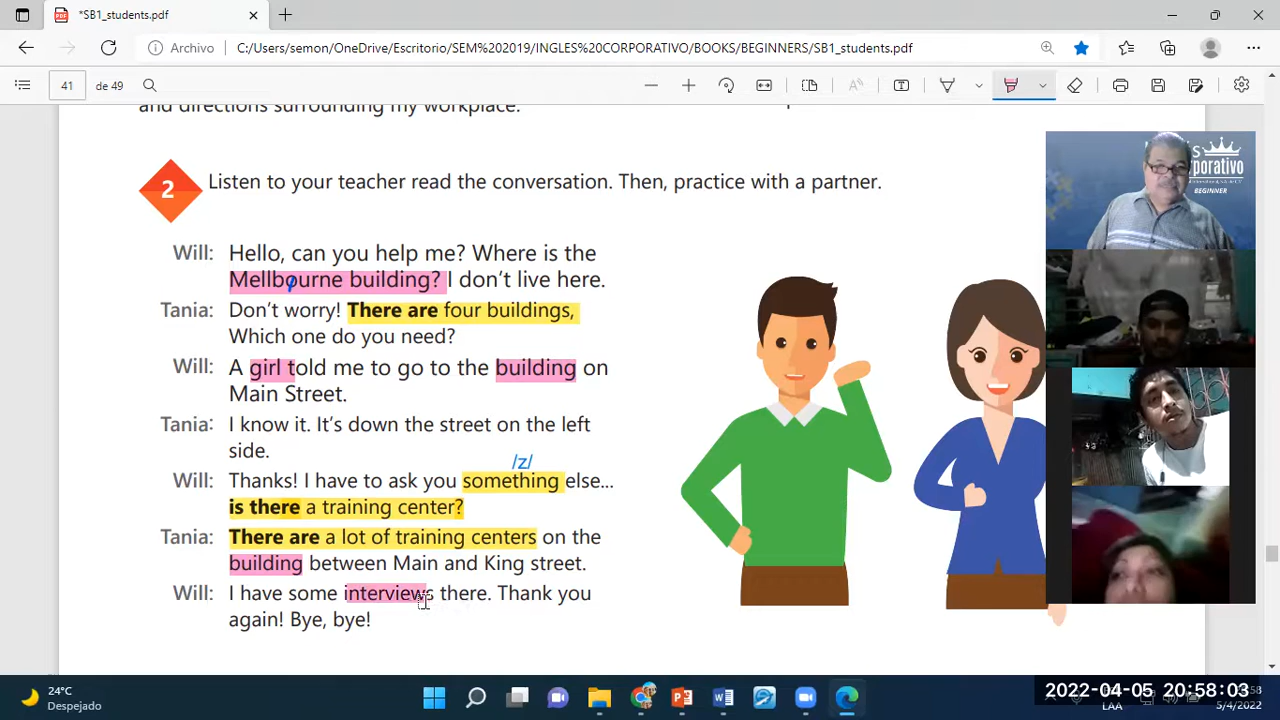 *SB1_students.pdf
Archivo
C:/Users/semon/OneDrive/Escritorio/SEM%202019/INGLES%20CORPORATIVO/BOOKS/BEGINNERS/SB1_students.pdf
41 de 49
and directions surrounding my workplace.
2 Listen to your teacher read the conversation. Then, practice with a partner.
Will: Hello, can you help me? Where is the
Mellbourne building? I don't live here.
Tania: Don't worry! There are four buildings,
Which one do you need?
Will: A girl told me to go to the building on
Main Street.
Tania: I know it. It's down the street on the left
side.
/z/
Will: Thanks! I have to ask you something else...
is there a training center?
Tania: There are a lot of training centers on the
building between Main and King street.
Will: I have some interviews there. Thank you
again! Bye, bye!
S
orporativo
BEGINNER
24°C
Despejado
LAA
2022-04-05 20:58:03
5/4/2022